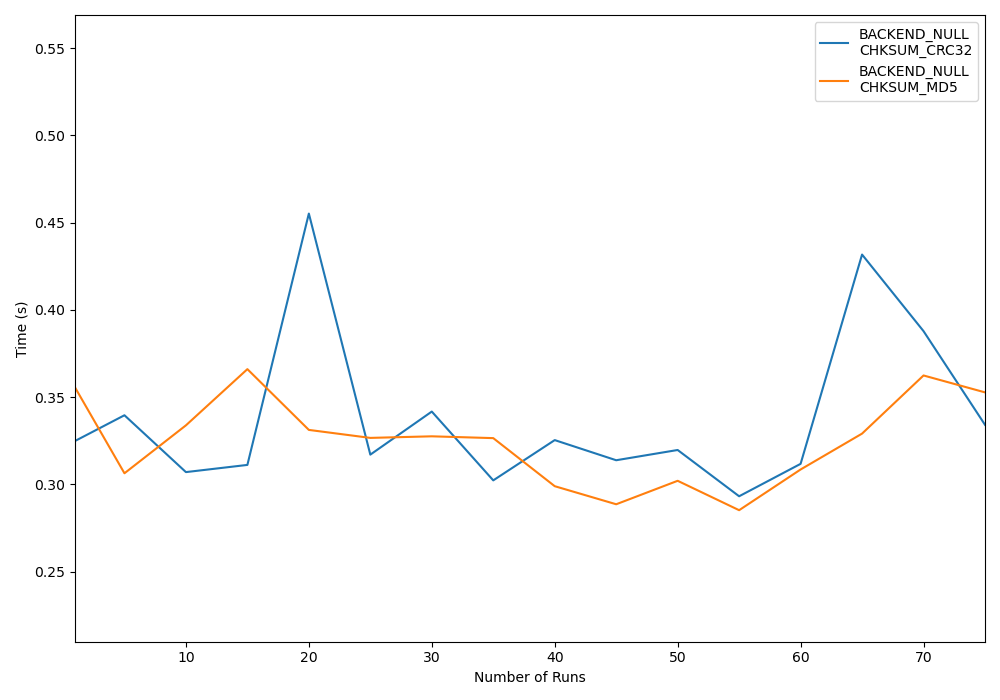 BACKEND_NULL
CHKSUM_CRC32
BACKEND_NULL
CHKSUM_MD5
0.55
0.50
0.45
0.40
0.35
0.30
0.25
Time (s)
10 20 30 40 50 60 70
Number of Runs